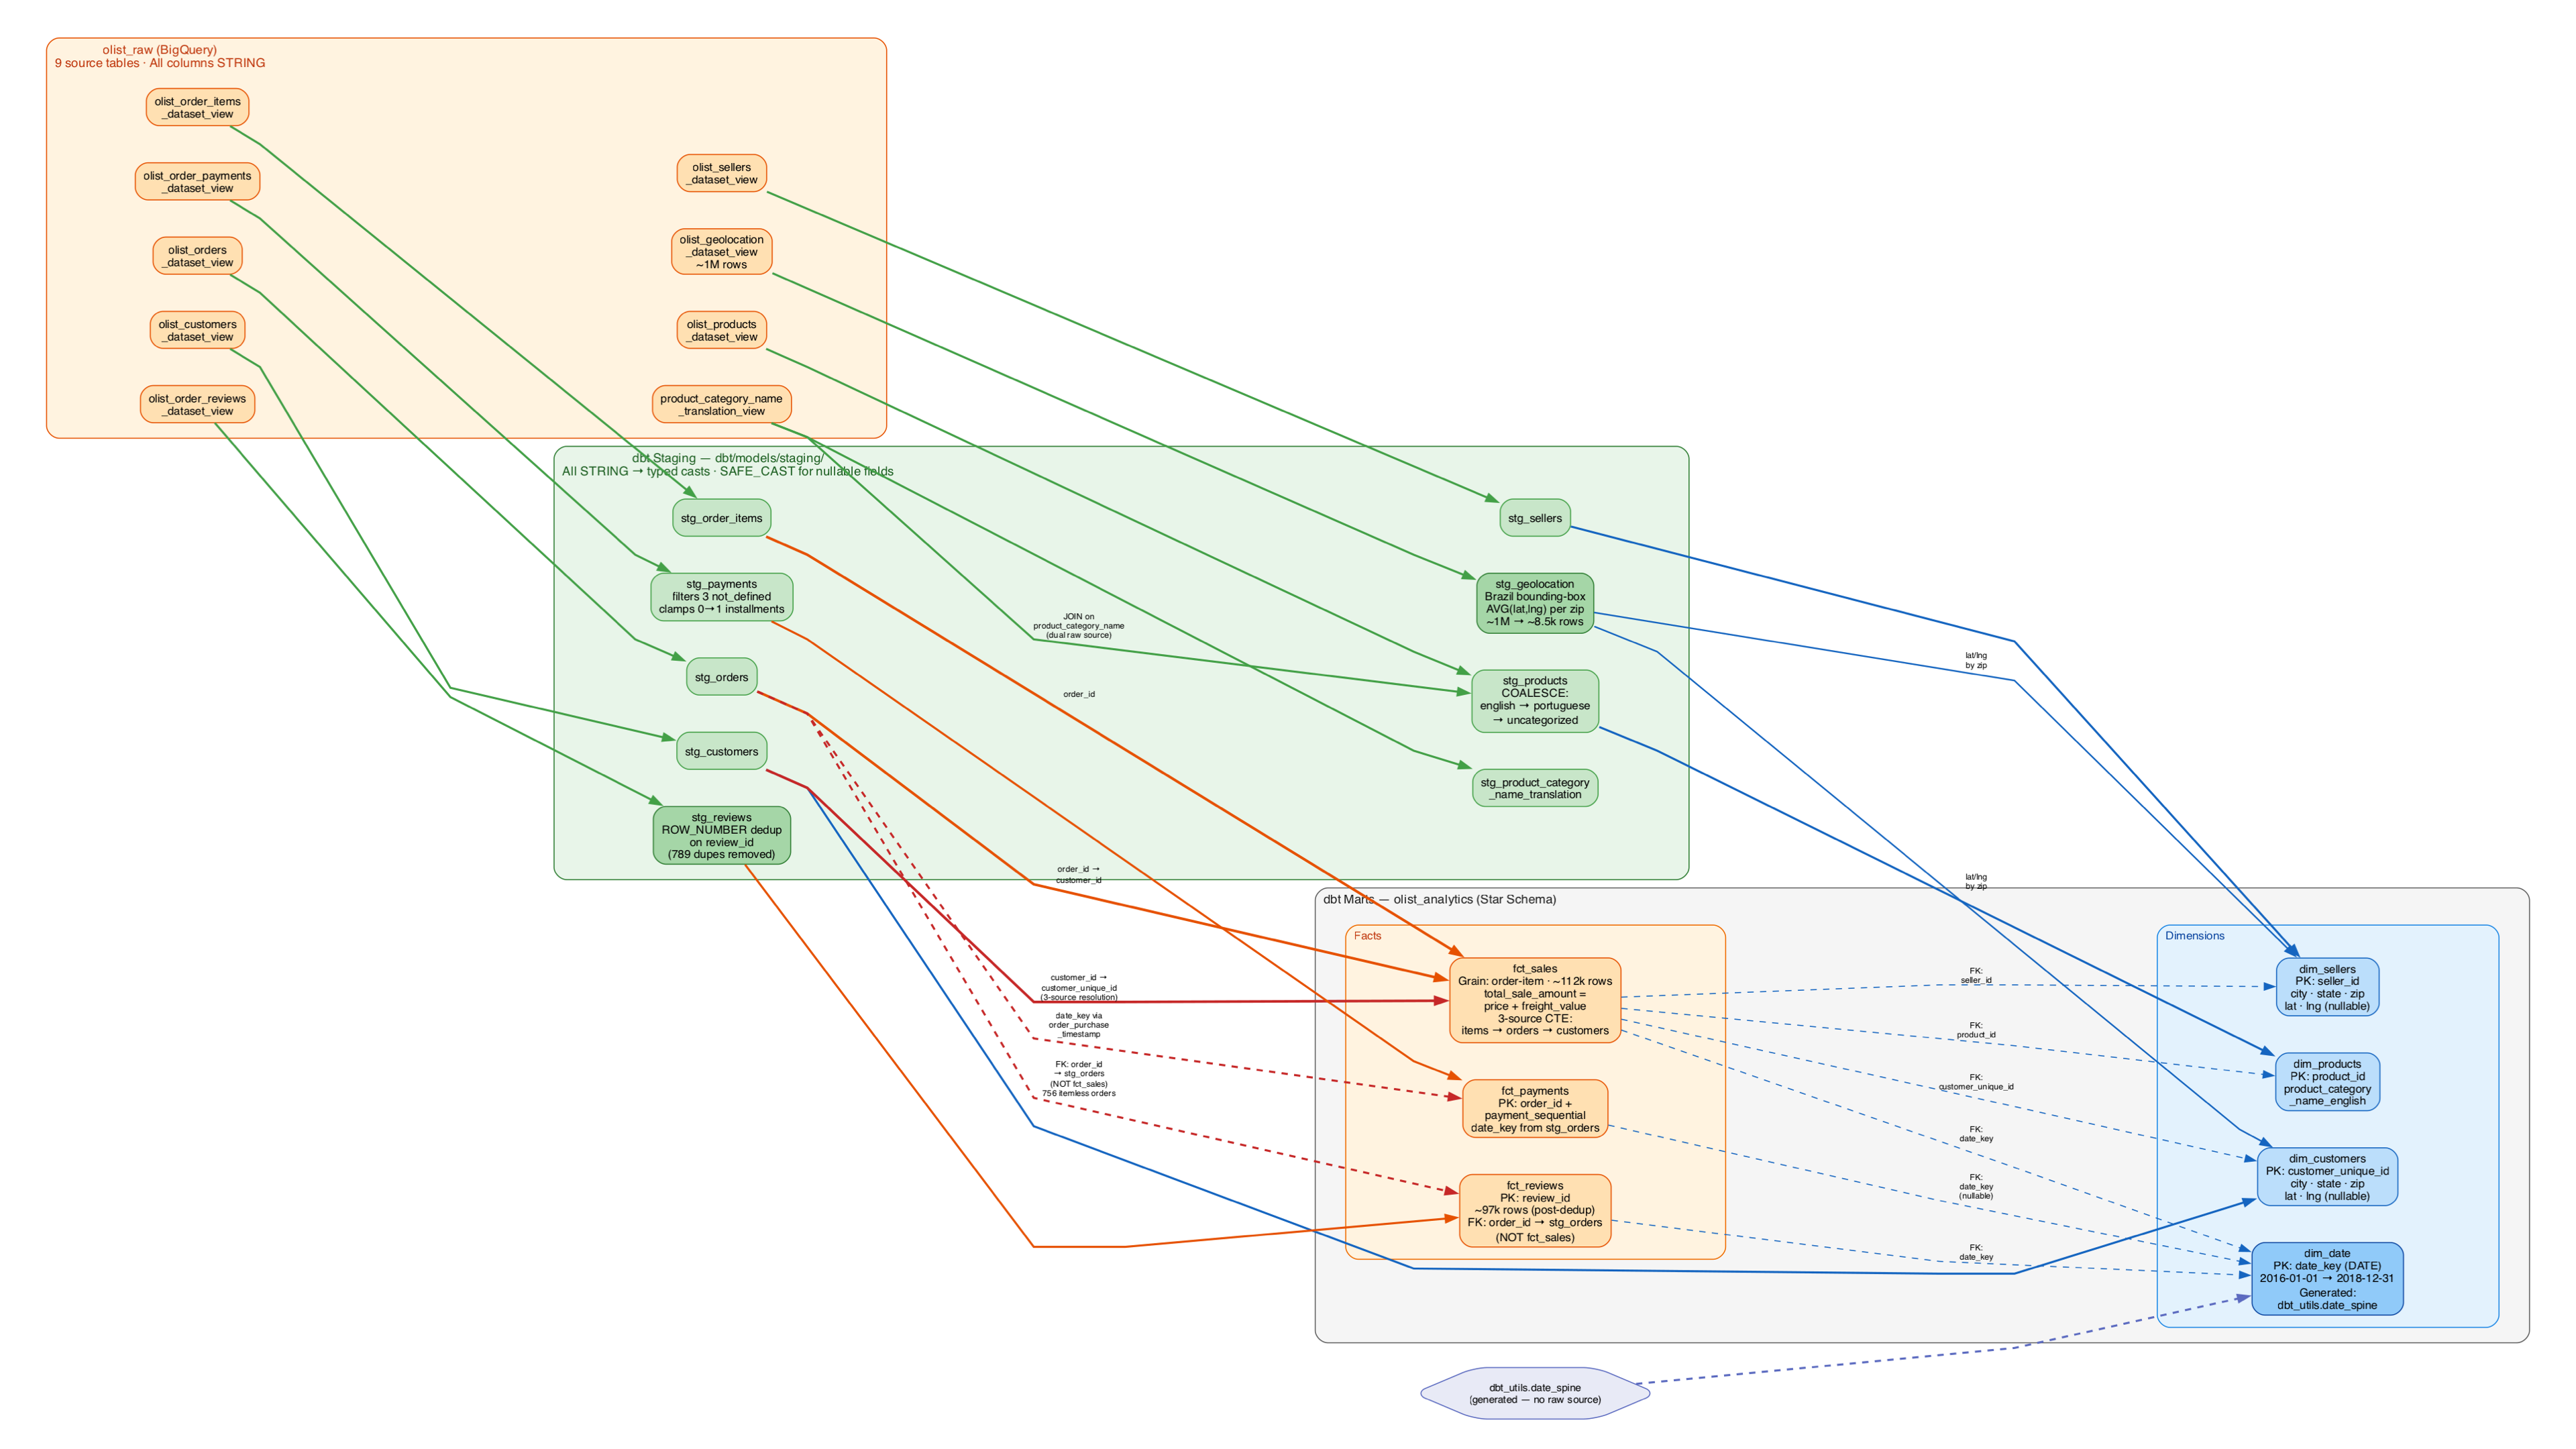 olist_raw (BigQuery)
9 source tables · All columns STRING
olist_order_items
_dataset_view
olist_order_payments
_dataset_view
olist_orders
_dataset_view
olist_customers
_dataset_view
olist_order_reviews
_dataset_view
olist_sellers
_dataset_view
olist_geolocation
_dataset_view
~1M rows
olist_products
_dataset_view
product_category_name
_translation_view
dbt Staging — dbt/models/staging/
All STRING → typed casts · SAFE_CAST for nullable fields
stg_order_items
stg_payments
filters 3 not_defined
clamps 0→1 installments
stg_orders
stg_customers
stg_reviews
ROW_NUMBER dedup
on review_id
(789 dupes removed)
stg_sellers
stg_geolocation
Brazil bounding-box
AVG(lat,lng) per zip
~1M → ~8.5k rows
stg_products
COALESCE:
english → portuguese
→ uncategorized
stg_product_category
_name_translation
JOIN on
product_category_name
(dual raw source)
order_id
order_id →
customer_id
customer_id →
customer_unique_id
(3-source resolution)
date_key via
order_purchase
_timestamp
FK: order_id
→ stg_orders
(NOT fct_sales)
756 itemless orders
lat/lng
by zip
lat/lng
by zip
dbt Marts — olist_analytics (Star Schema)
Facts
fct_sales
Grain: order-item · ~112k rows
total_sale_amount =
price + freight_value
3-source CTE:
items → orders → customers
fct_payments
PK: order_id +
payment_sequential
date_key from stg_orders
fct_reviews
PK: review_id
~97k rows (post-dedup)
FK: order_id → stg_orders
(NOT fct_sales)
FK:
seller_id
FK:
product_id
FK:
customer_unique_id
FK:
date_key
FK:
date_key
(nullable)
FK:
date_key
Dimensions
dim_sellers
PK: seller_id
city · state · zip
lat · lng (nullable)
dim_products
PK: product_id
product_category
_name_english
dim_customers
PK: customer_unique_id
city · state · zip
lat · lng (nullable)
dim_date
PK: date_key (DATE)
2016-01-01 → 2018-12-31
Generated:
dbt_utils.date_spine
dbt_utils.date_spine
(generated — no raw source)